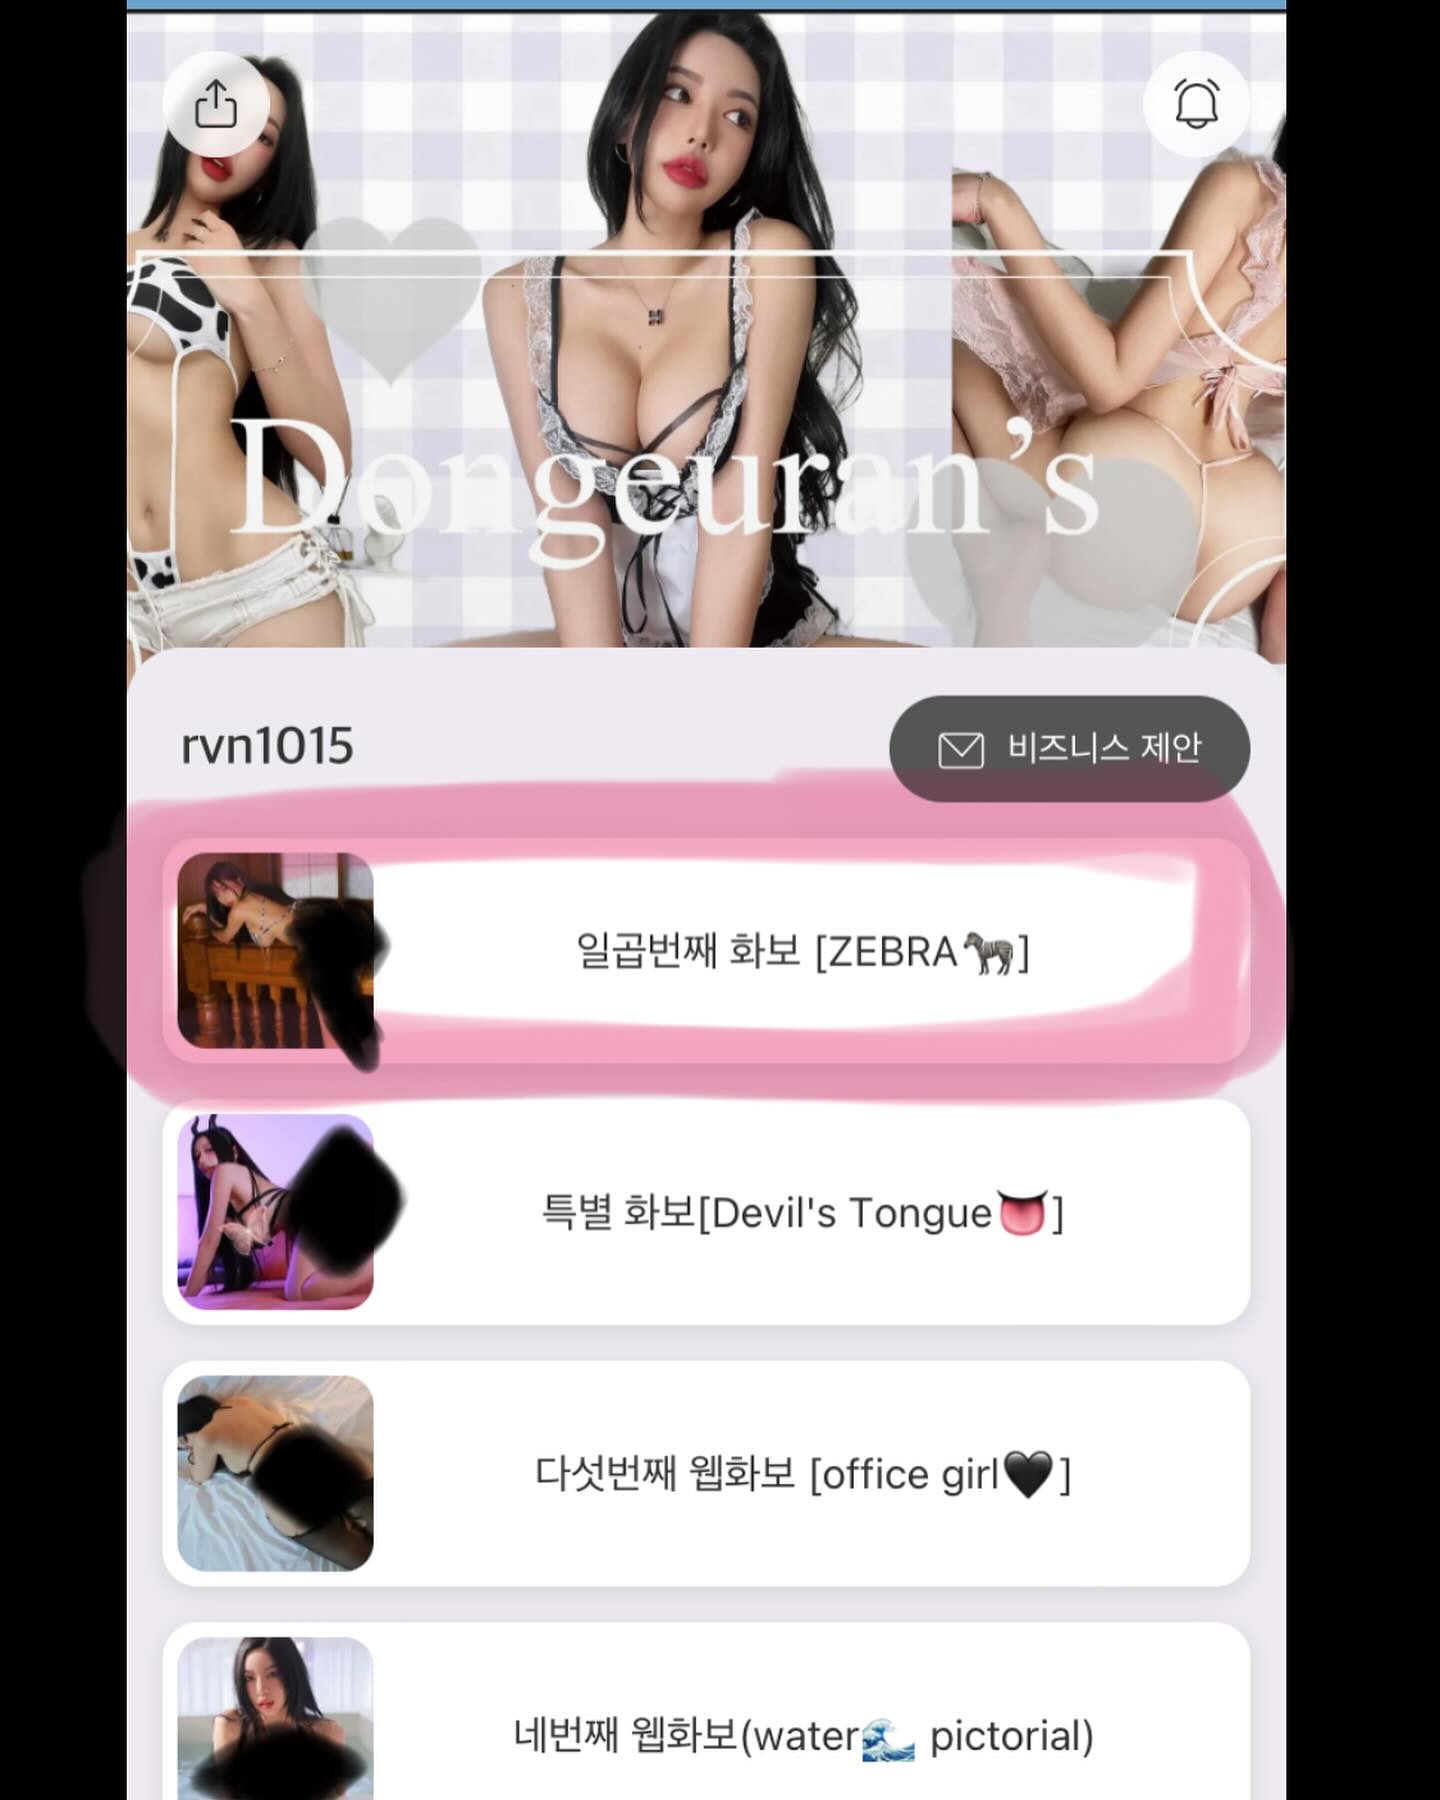 Dongeuran's
rvn1015
비즈니스 제안
일곱번째 화보 [ZEBRA🦓]
특별 화보[Devil's Tongue👅]
다섯번째 웹화보 [office girl🖤]
네번째 웹화보(water🌊 pictorial)